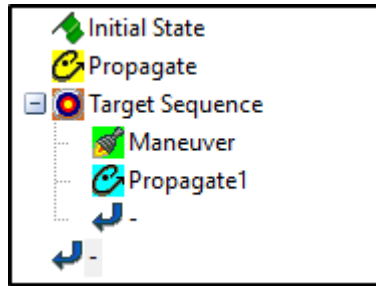 Initial State
Propagate
Target Sequence
Maneuver
Propagate1
-
-